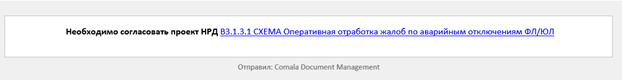 Необходимо согласовать проект НРД В3.1.3.1 СХЕМА Оперативная отработка жалоб по аварийным отключениям ФЛ/ЮЛ
Отправил: Comala Document Management